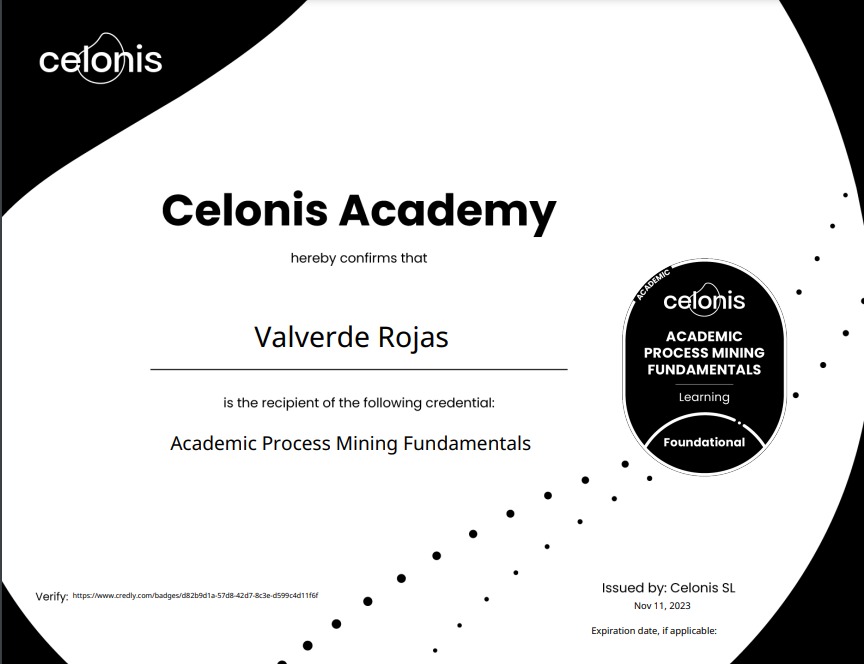 celonis
Celonis Academy
hereby confirms that
Valverde Rojas
is the recipient of the following credential:
Academic Process Mining Fundamentals
ACADEMIC
celonis
ACADEMIC
PROCESS MINING
FUNDAMENTALS
Learning
Foundational
Verify: https://www.credly.com/badges/d82b9d1a-57d8-42d7-8c3e-d599c4d11f6f
Issued by: Celonis SL
Nov 11, 2023
Expiration date, if applicable: